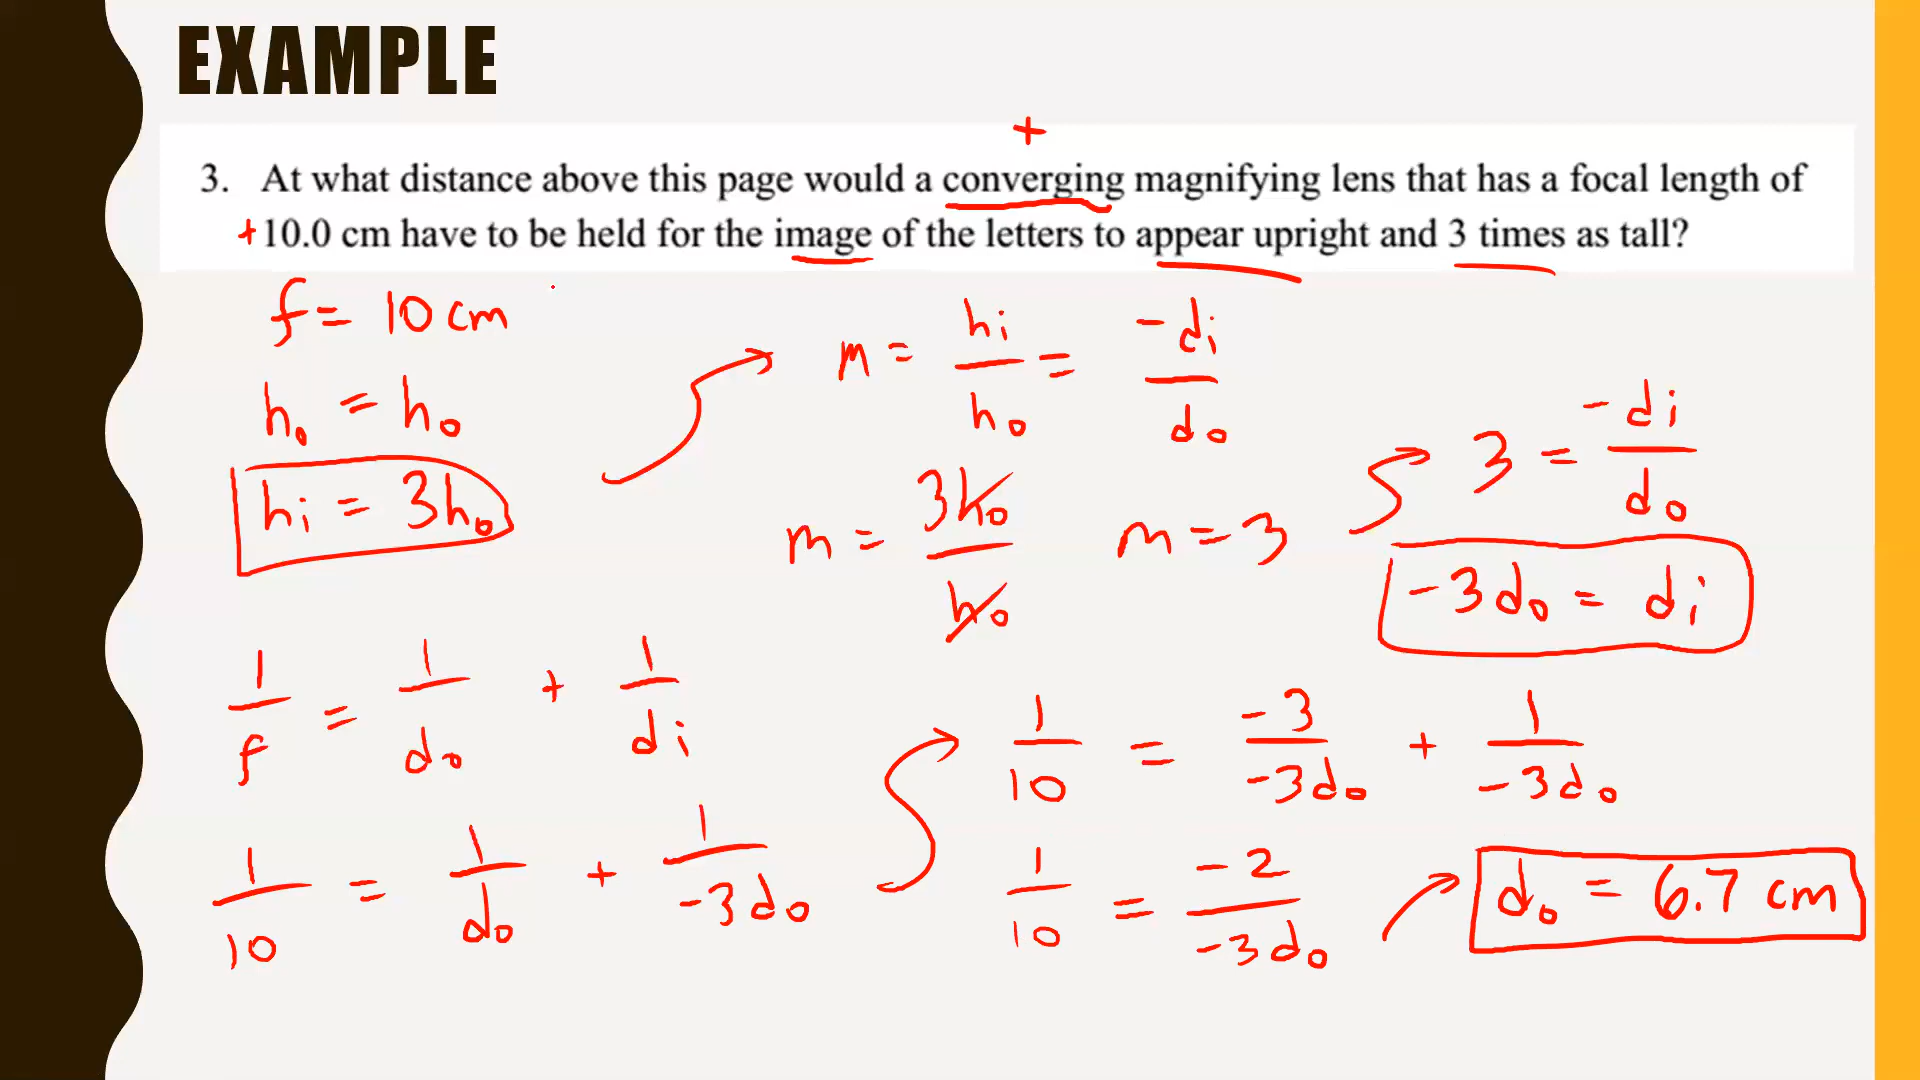 EXAMPLE
+
3. At what distance above this page would a converging magnifying lens that has a focal length of
+10.0 cm have to be held for the image of the letters to appear upright and 3 times as tall?
f = 10 cm
h₀ = h₀
hi = 3h₀
m = hi/h₀ = -di/d₀
m = 3h₀/h₀
m = 3
3 = -di/d₀
-3d₀ = di
1/f = 1/d₀ + 1/di
1/10 = 1/d₀ + 1/-3d₀
1/10 = -3/-3d₀ + 1/-3d₀
1/10 = -2/-3d₀
d₀ = 6.7 cm